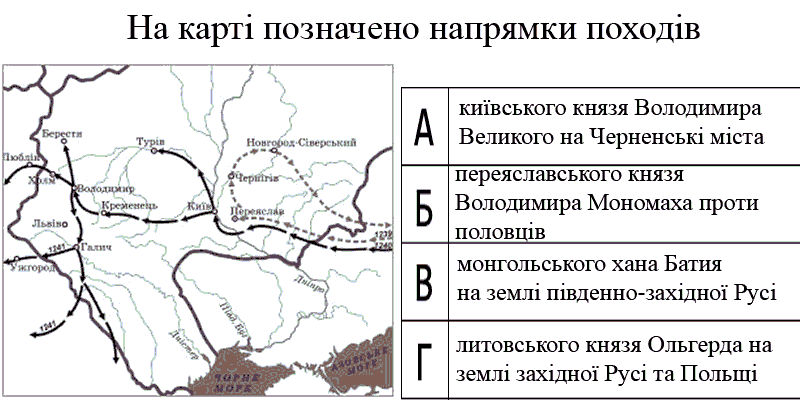 На карті позначено напрямки походів
Берести
Турів
Новгород-Сіверський
Люблін
Холм
Володимир
Чернігів
Кременець
Київ
Переяслав
Львів
Галич
1239
1240
1241
Ужгород
Дніпро
1241
Півд. Буг
Дністер
ЧОРНЕ
МОРЕ
АЗОВСЬКЕ
МОРЕ
А
київського князя Володимира
Великого на Черненські міста
Б
переяславського князя
Володимира Мономаха проти
половців
В
монгольського хана Батия
на землі південно-західної Русі
Г
литовського князя Ольгерда на
землі західної Русі та Польщі